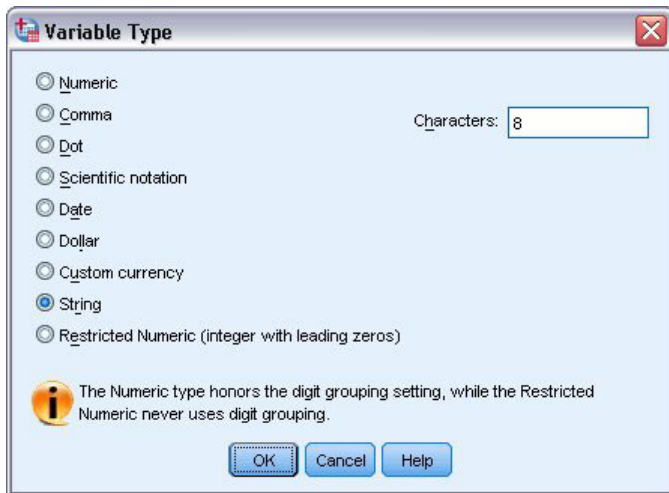 Variable Type
Numeric
Comma
Characters: 8
Dot
Scientific notation
Date
Dollar
Custom currency
String
Restricted Numeric (integer with leading zeros)
The Numeric type honors the digit grouping setting, while the Restricted
Numeric never uses digit grouping.
OK Cancel Help